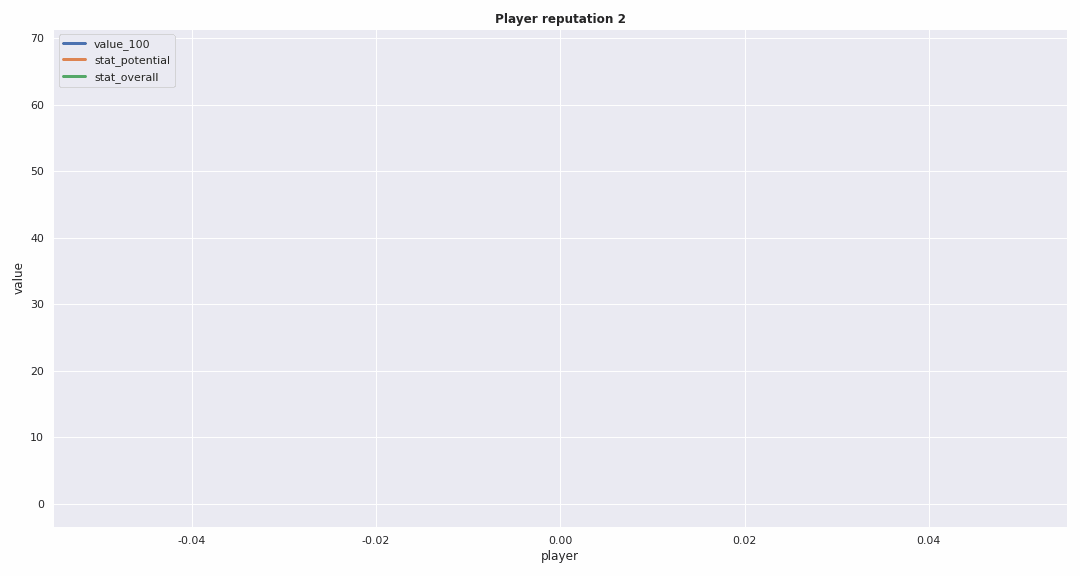 Player reputation 2
value_100
stat_potential
stat_overall
70
60
50
40
30
20
10
0
value
-0.04
-0.02
0.00
0.02
0.04
player